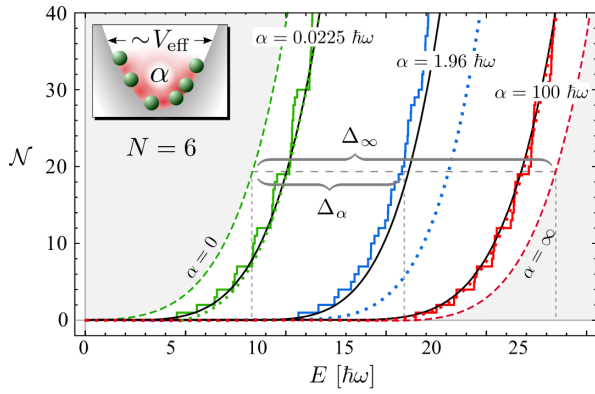 40
30
20
10
0
𝒩
∼ V_eff
α
N = 6
α = 0.0225 ℏω
α = 1.96 ℏω
α = 100 ℏω
Δ_∞
Δ_α
α = 0
α = ∞
0 5 10 15 20 25
E [ℏω]